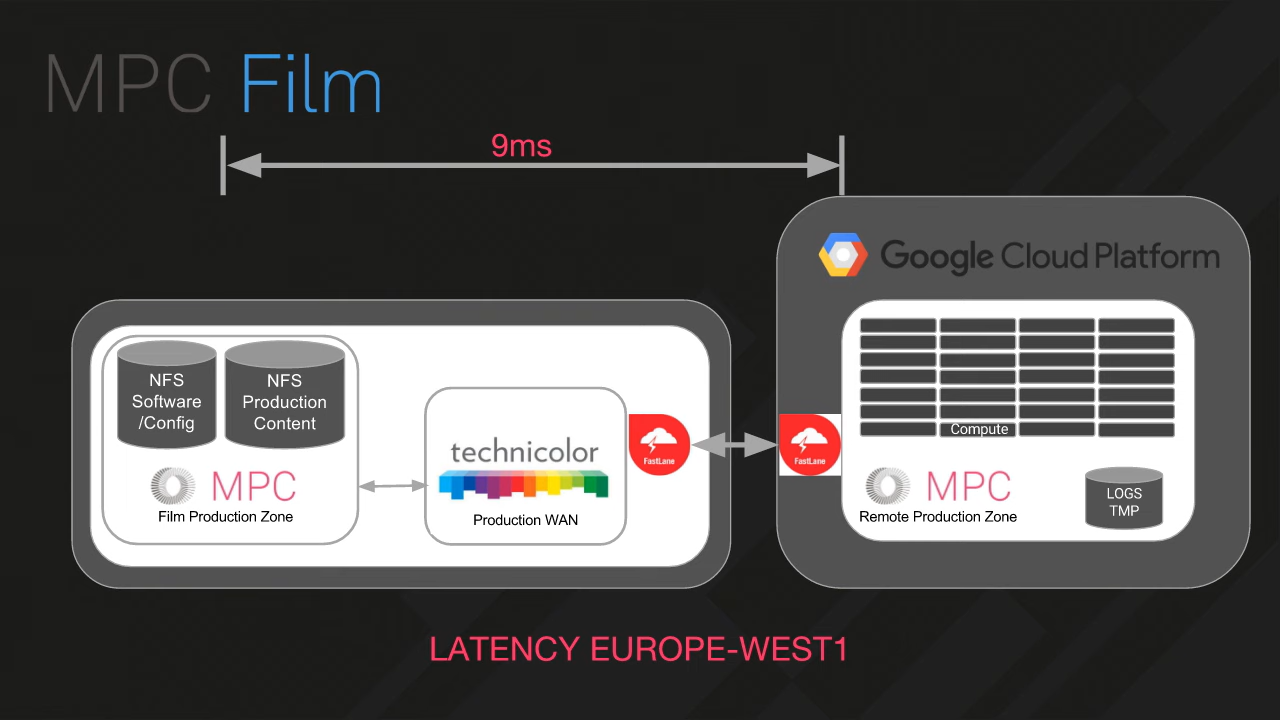 MPC Film
9ms
Google Cloud Platform
NFS
Software
/Config
NFS
Production
Content
MPC
Film Production Zone
technicolor
Production WAN
FastLane
FastLane
Compute
MPC
Remote Production Zone
LOGS
TMP
LATENCY EUROPE-WEST1